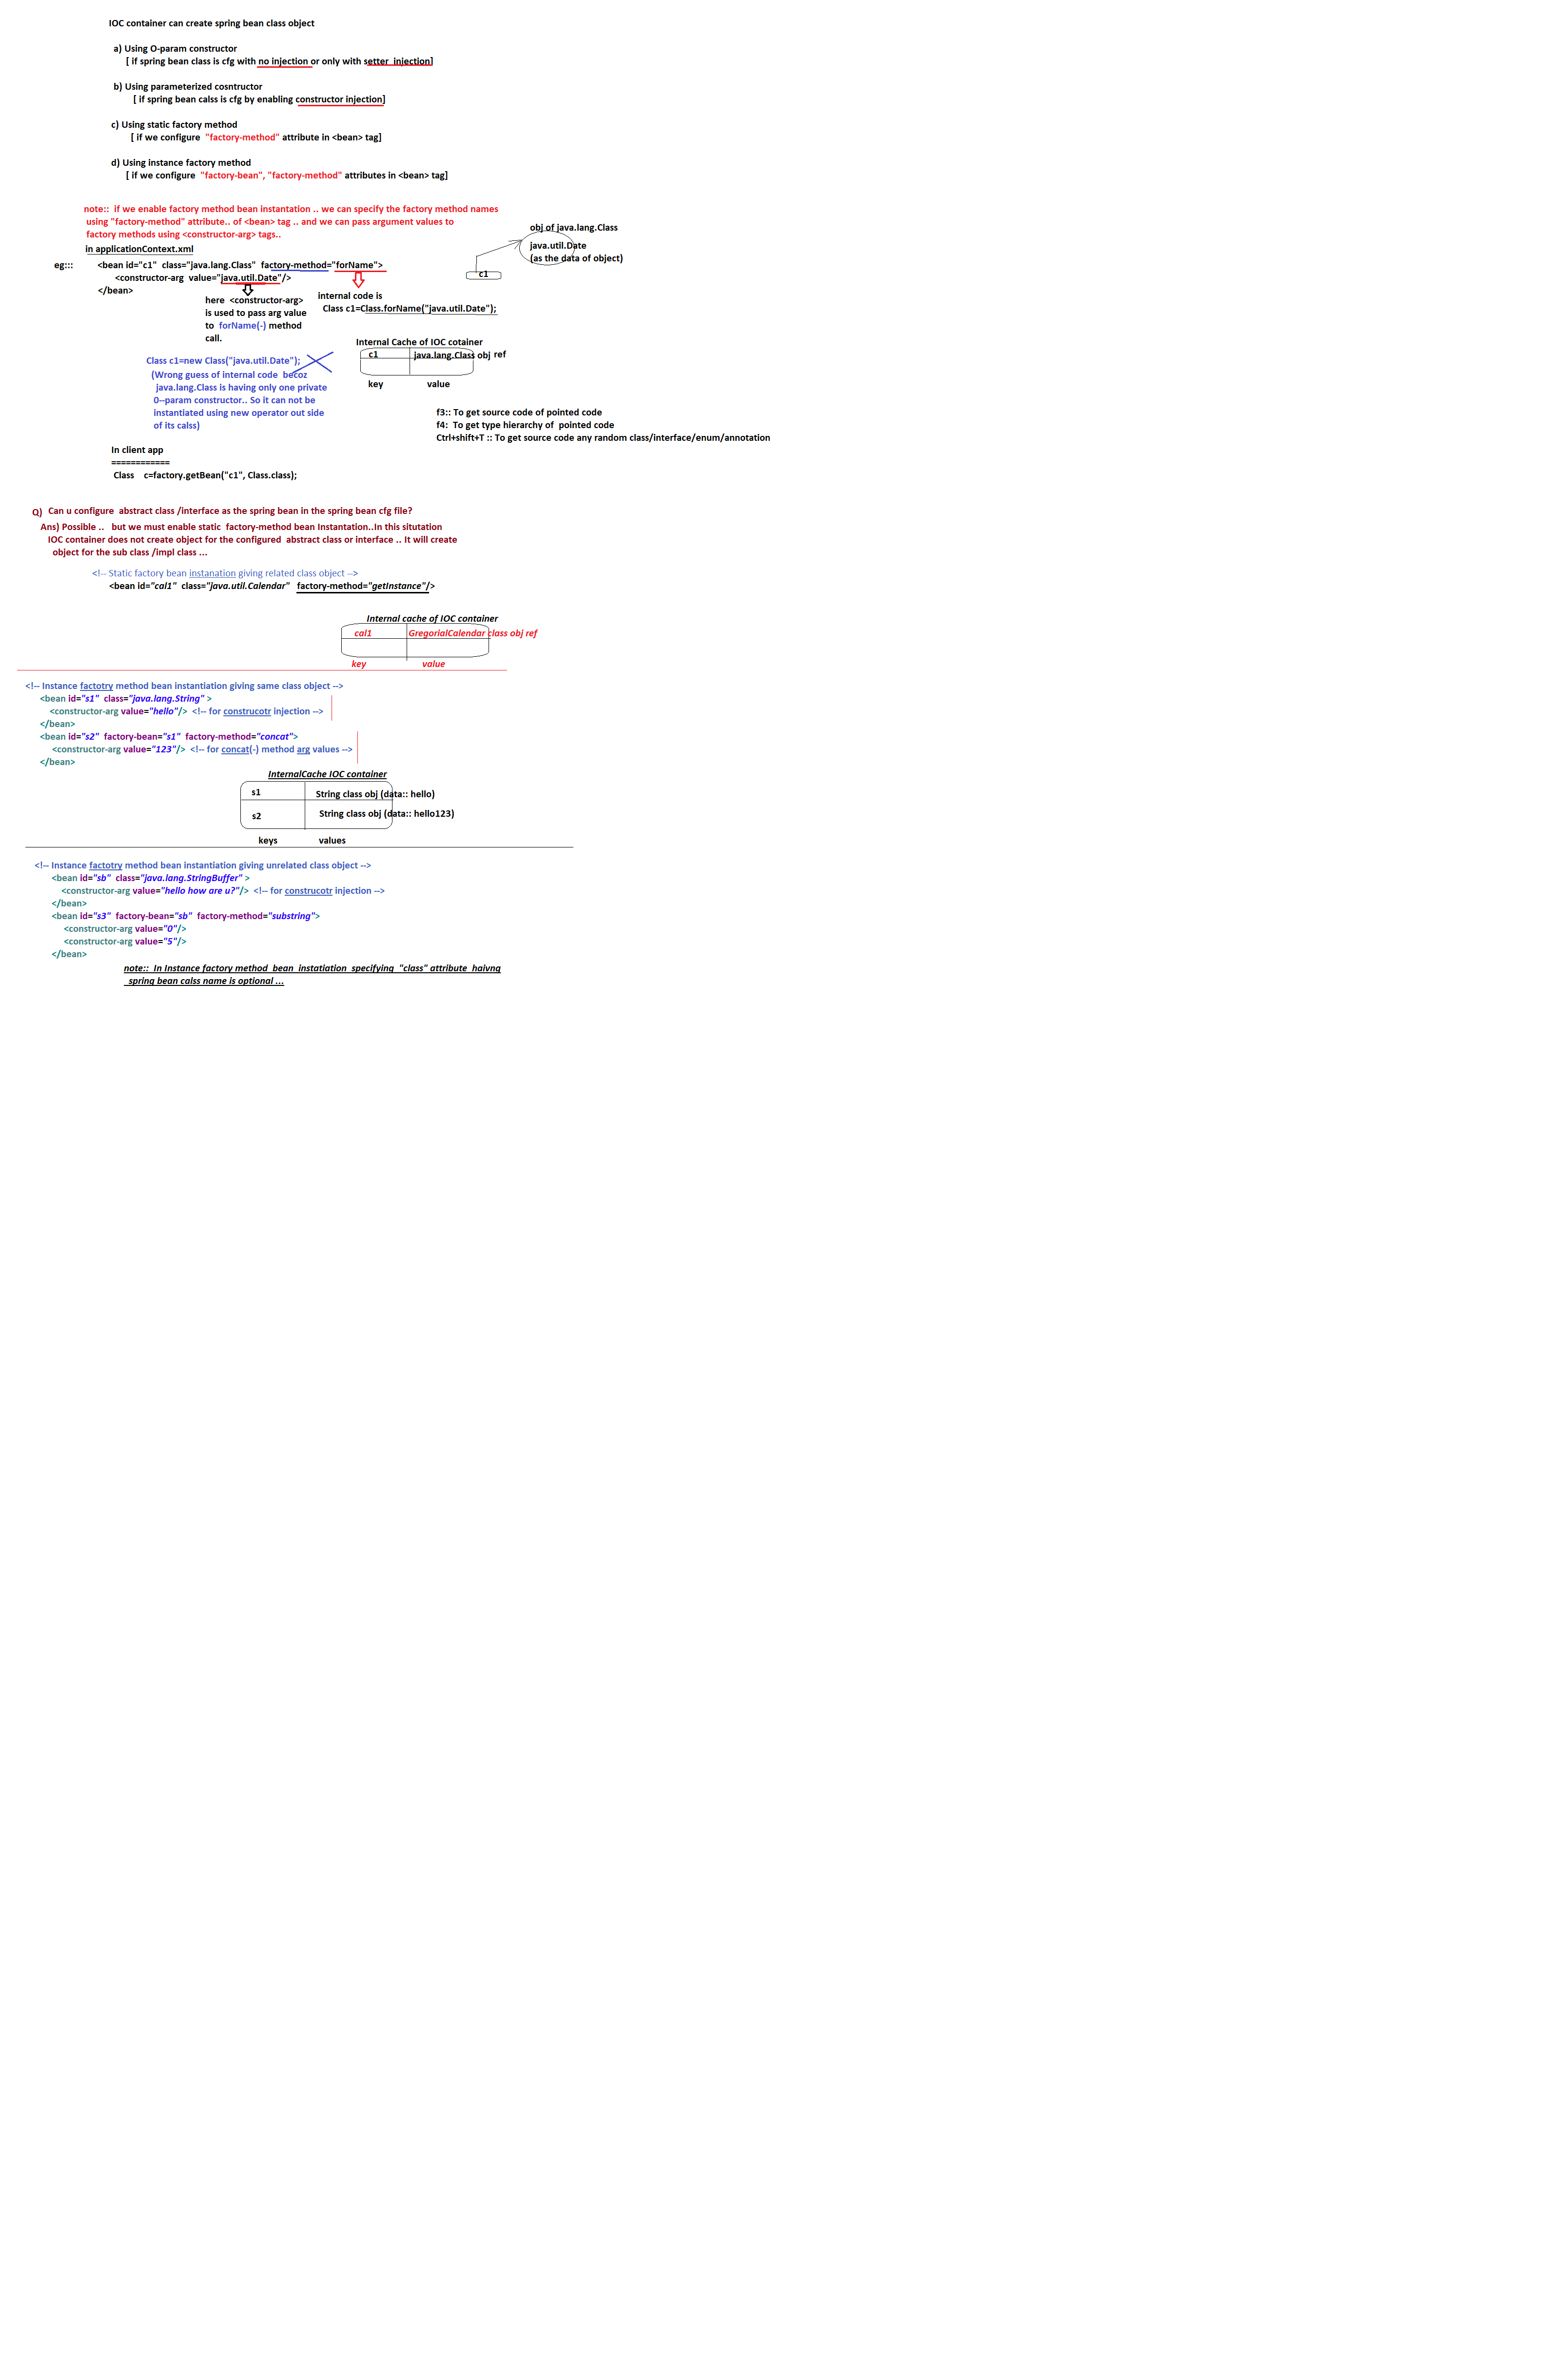 IOC container can create spring bean class object
a) Using O-param constructor
[ if spring bean class is cfg with no injection or only with setter injection]
b) Using parameterized cosntructor
[ if spring bean calss is cfg by enabling constructor injection]
c) Using static factory method
[ if we configure "factory-method" attribute in <bean> tag]
d) Using instance factory method
[ if we configure "factory-bean", "factory-method" attributes in <bean> tag]
note:: if we enable factory method bean instantation .. we can specify the factory method names
using "factory-method" attribute.. of <bean> tag .. and we can pass argument values to
factory methods using <constructor-arg> tags..
in applicationContext.xml
eg::: <bean id="c1" class="java.lang.Class" factory-method="forName">
<constructor-arg value="java.util.Date"/>
</bean>
obj of java.lang.Class
java.util.Date
(as the data of object)
c1
here <constructor-arg>
is used to pass arg value
to forName(-) method
call.
internal code is
Class c1=Class.forName("java.util.Date");
Internal Cache of IOC cotainer
c1 java.lang.Class obj ref
key value
Class c1=new Class("java.util.Date");
(Wrong guess of internal code becoz
java.lang.Class is having only one private
0--param constructor.. So it can not be
instantiated using new operator out side
of its calss)
f3:: To get source code of pointed code
f4: To get type hierarchy of pointed code
Ctrl+shift+T :: To get source code any random class/interface/enum/annotation
In client app
============
Class c=factory.getBean("c1", Class.class);
Q) Can u configure abstract class /interface as the spring bean in the spring bean cfg file?
Ans) Possible .. but we must enable static factory-method bean Instantation..In this situtation
IOC container does not create object for the configured abstract class or interface .. It will create
object for the sub class /impl class ...
<!-- Static factory bean instanation giving related class object -->
<bean id="cal1" class="java.util.Calendar" factory-method="getInstance"/>
Internal cache of IOC container
cal1 GregorialCalendar class obj ref
key value
<!-- Instance factotry method bean instantiation giving same class object -->
<bean id="s1" class="java.lang.String" >
<constructor-arg value="hello"/> <!-- for construcotr injection -->
</bean>
<bean id="s2" factory-bean="s1" factory-method="concat">
<constructor-arg value="123"/> <!-- for concat(-) method arg values -->
</bean>
InternalCache IOC container
s1 String class obj (data:: hello)
s2 String class obj (data:: hello123)
keys values
<!-- Instance factotry method bean instantiation giving unrelated class object -->
<bean id="sb" class="java.lang.StringBuffer" >
<constructor-arg value="hello how are u?"/> <!-- for construcotr injection -->
</bean>
<bean id="s3" factory-bean="sb" factory-method="substring">
<constructor-arg value="0"/>
<constructor-arg value="5"/>
</bean>
note:: In Instance factory method bean instatiation specifying "class" attribute haivng
spring bean calss name is optional ...